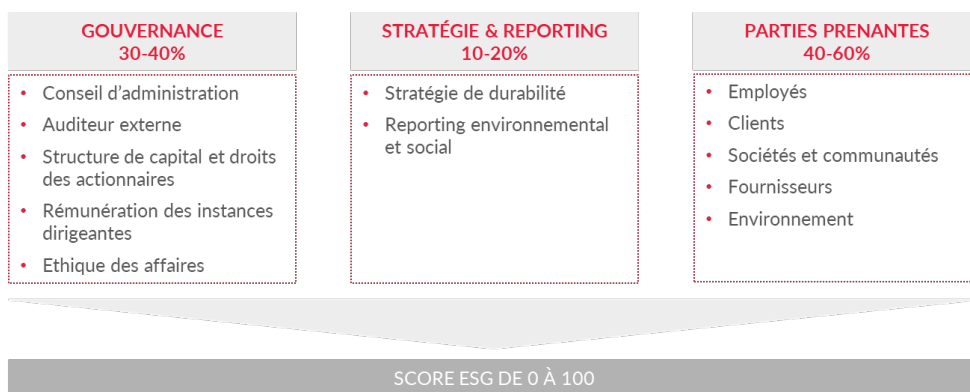 GOUVERNANCE
30-40%
• Conseil d'administration
• Auditeur externe
• Structure de capital et droits
des actionnaires
• Rémunération des instances
dirigeantes
• Ethique des affaires
STRATÉGIE & REPORTING
10-20%
• Stratégie de durabilité
• Reporting environnemental
et social
PARTIES PRENANTES
40-60%
• Employés
• Clients
• Sociétés et communautés
• Fournisseurs
• Environnement
SCORE ESG DE 0 À 100